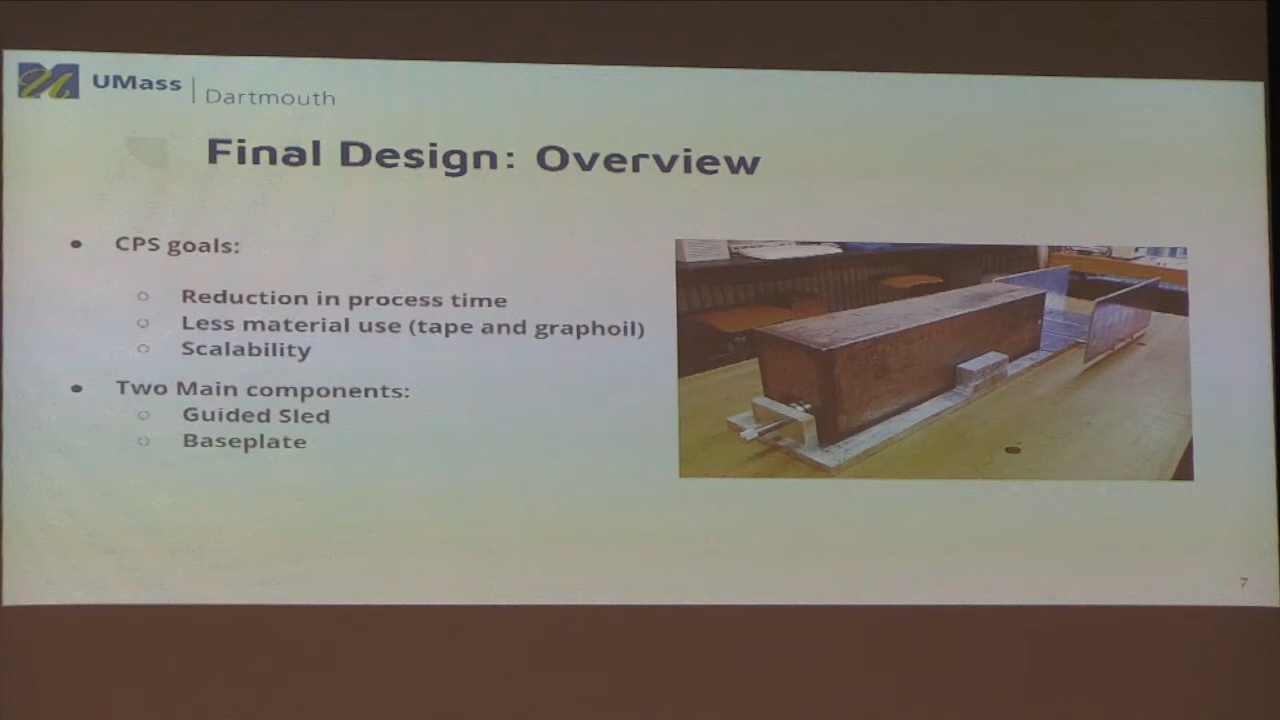 UMass
Dartmouth
Final Design: Overview
CPS goals:
Reduction in process time
Less material use (tape and graphoil)
Scalability
Two Main components:
Guided Sled
Baseplate
7